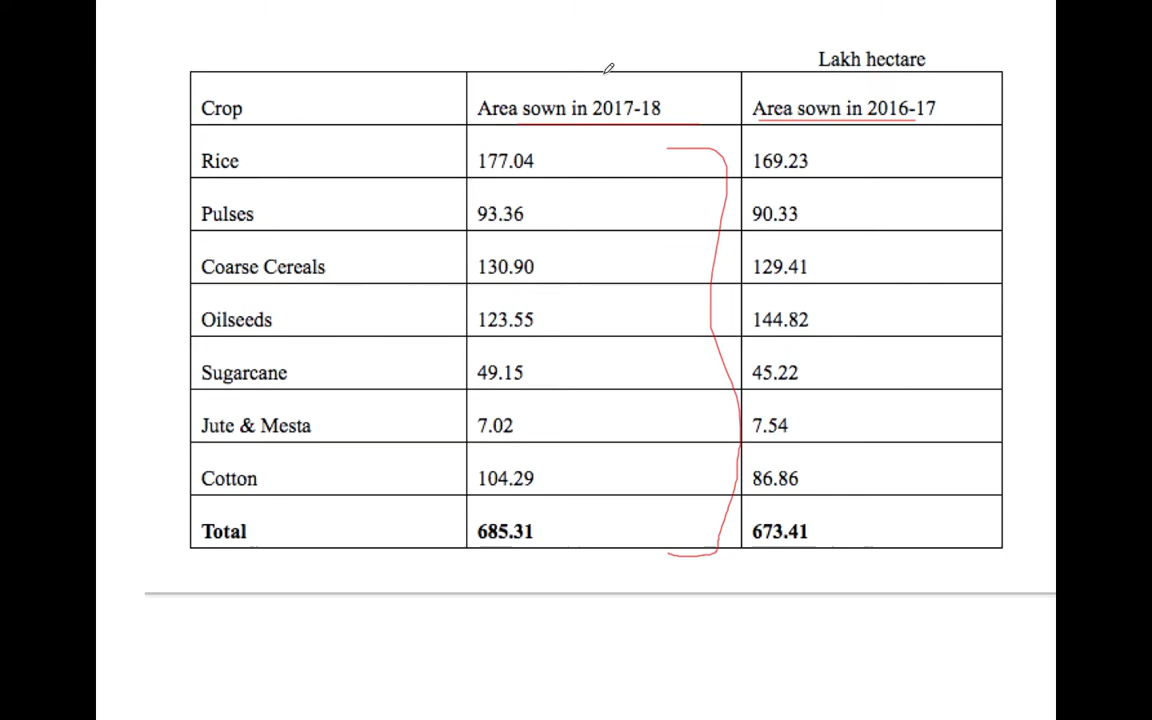 Lakh hectare
Crop Area sown in 2017-18 Area sown in 2016-17
Rice 177.04 169.23
Pulses 93.36 90.33
Coarse Cereals 130.90 129.41
Oilseeds 123.55 144.82
Sugarcane 49.15 45.22
Jute & Mesta 7.02 7.54
Cotton 104.29 86.86
Total 685.31 673.41